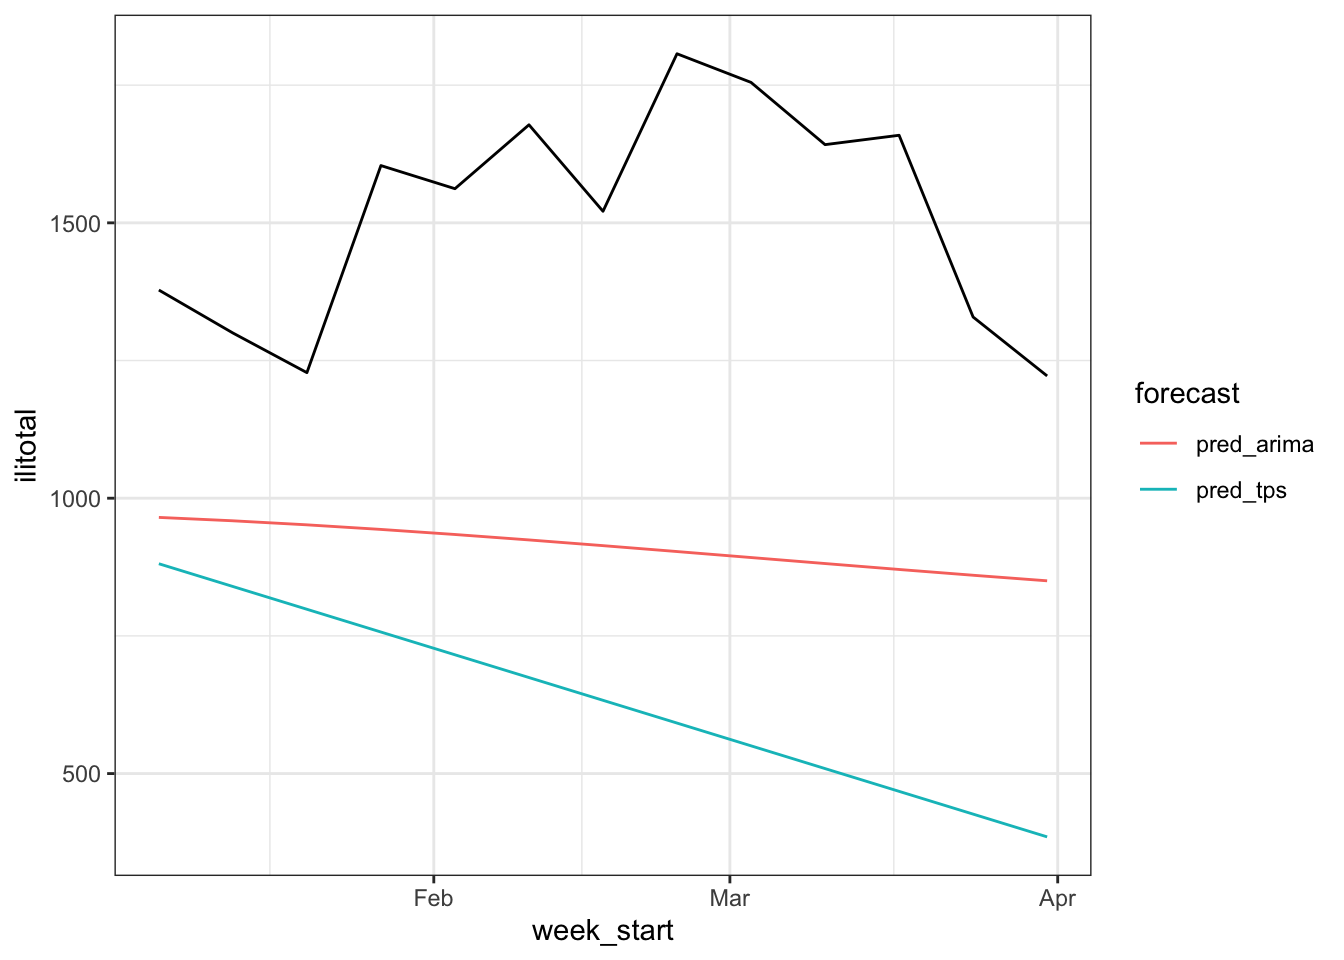 ilitotal
1500
1000
500
Feb
Mar
Apr
week_start
forecast
pred_arima
pred_tps